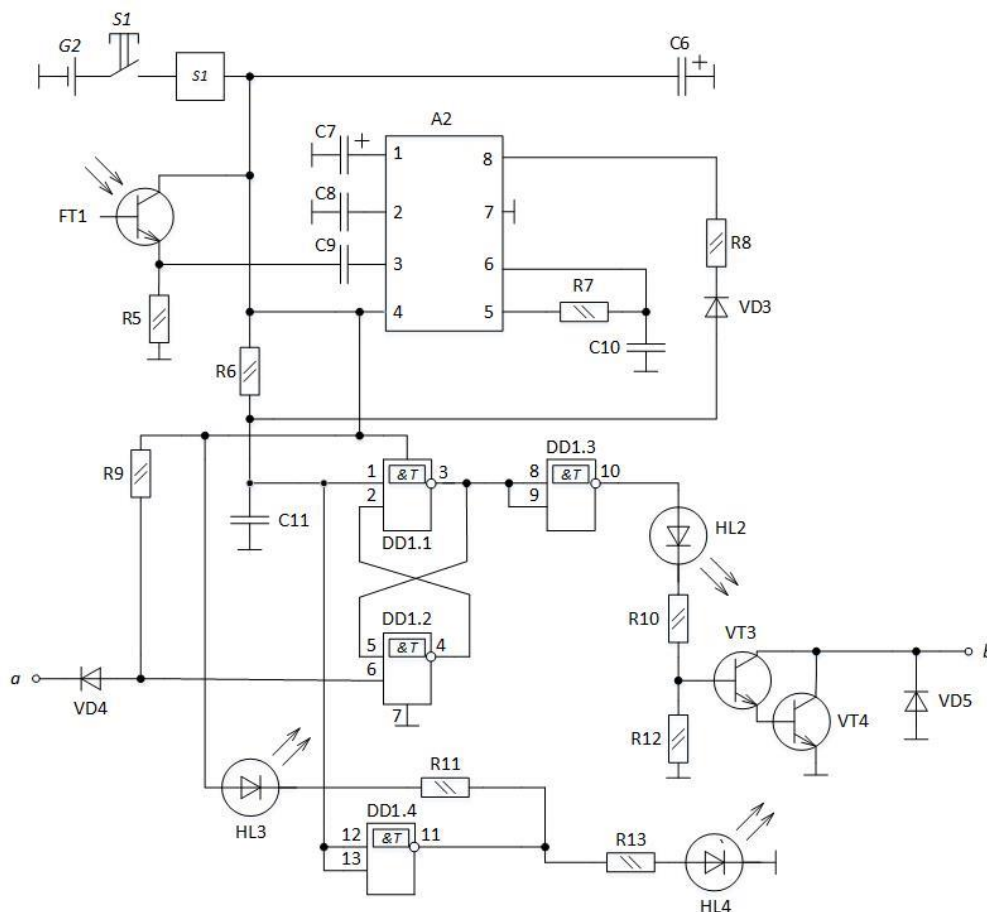 S1
G2
S1
C6
+
A2
C7
+
1
8
C8
2
7
FT1
C9
3
6
R8
R7
R5
4
5
VD3
C10
R6
DD1.3
R9
1
&T
3
8
&T
10
2
9
C11
HL2
DD1.1
DD1.2
R10
5
&T
4
VT3
6
b
a
VD4
7
R12
VT4
VD5
R11
DD1.4
HL3
12
&T
11
R13
13
HL4